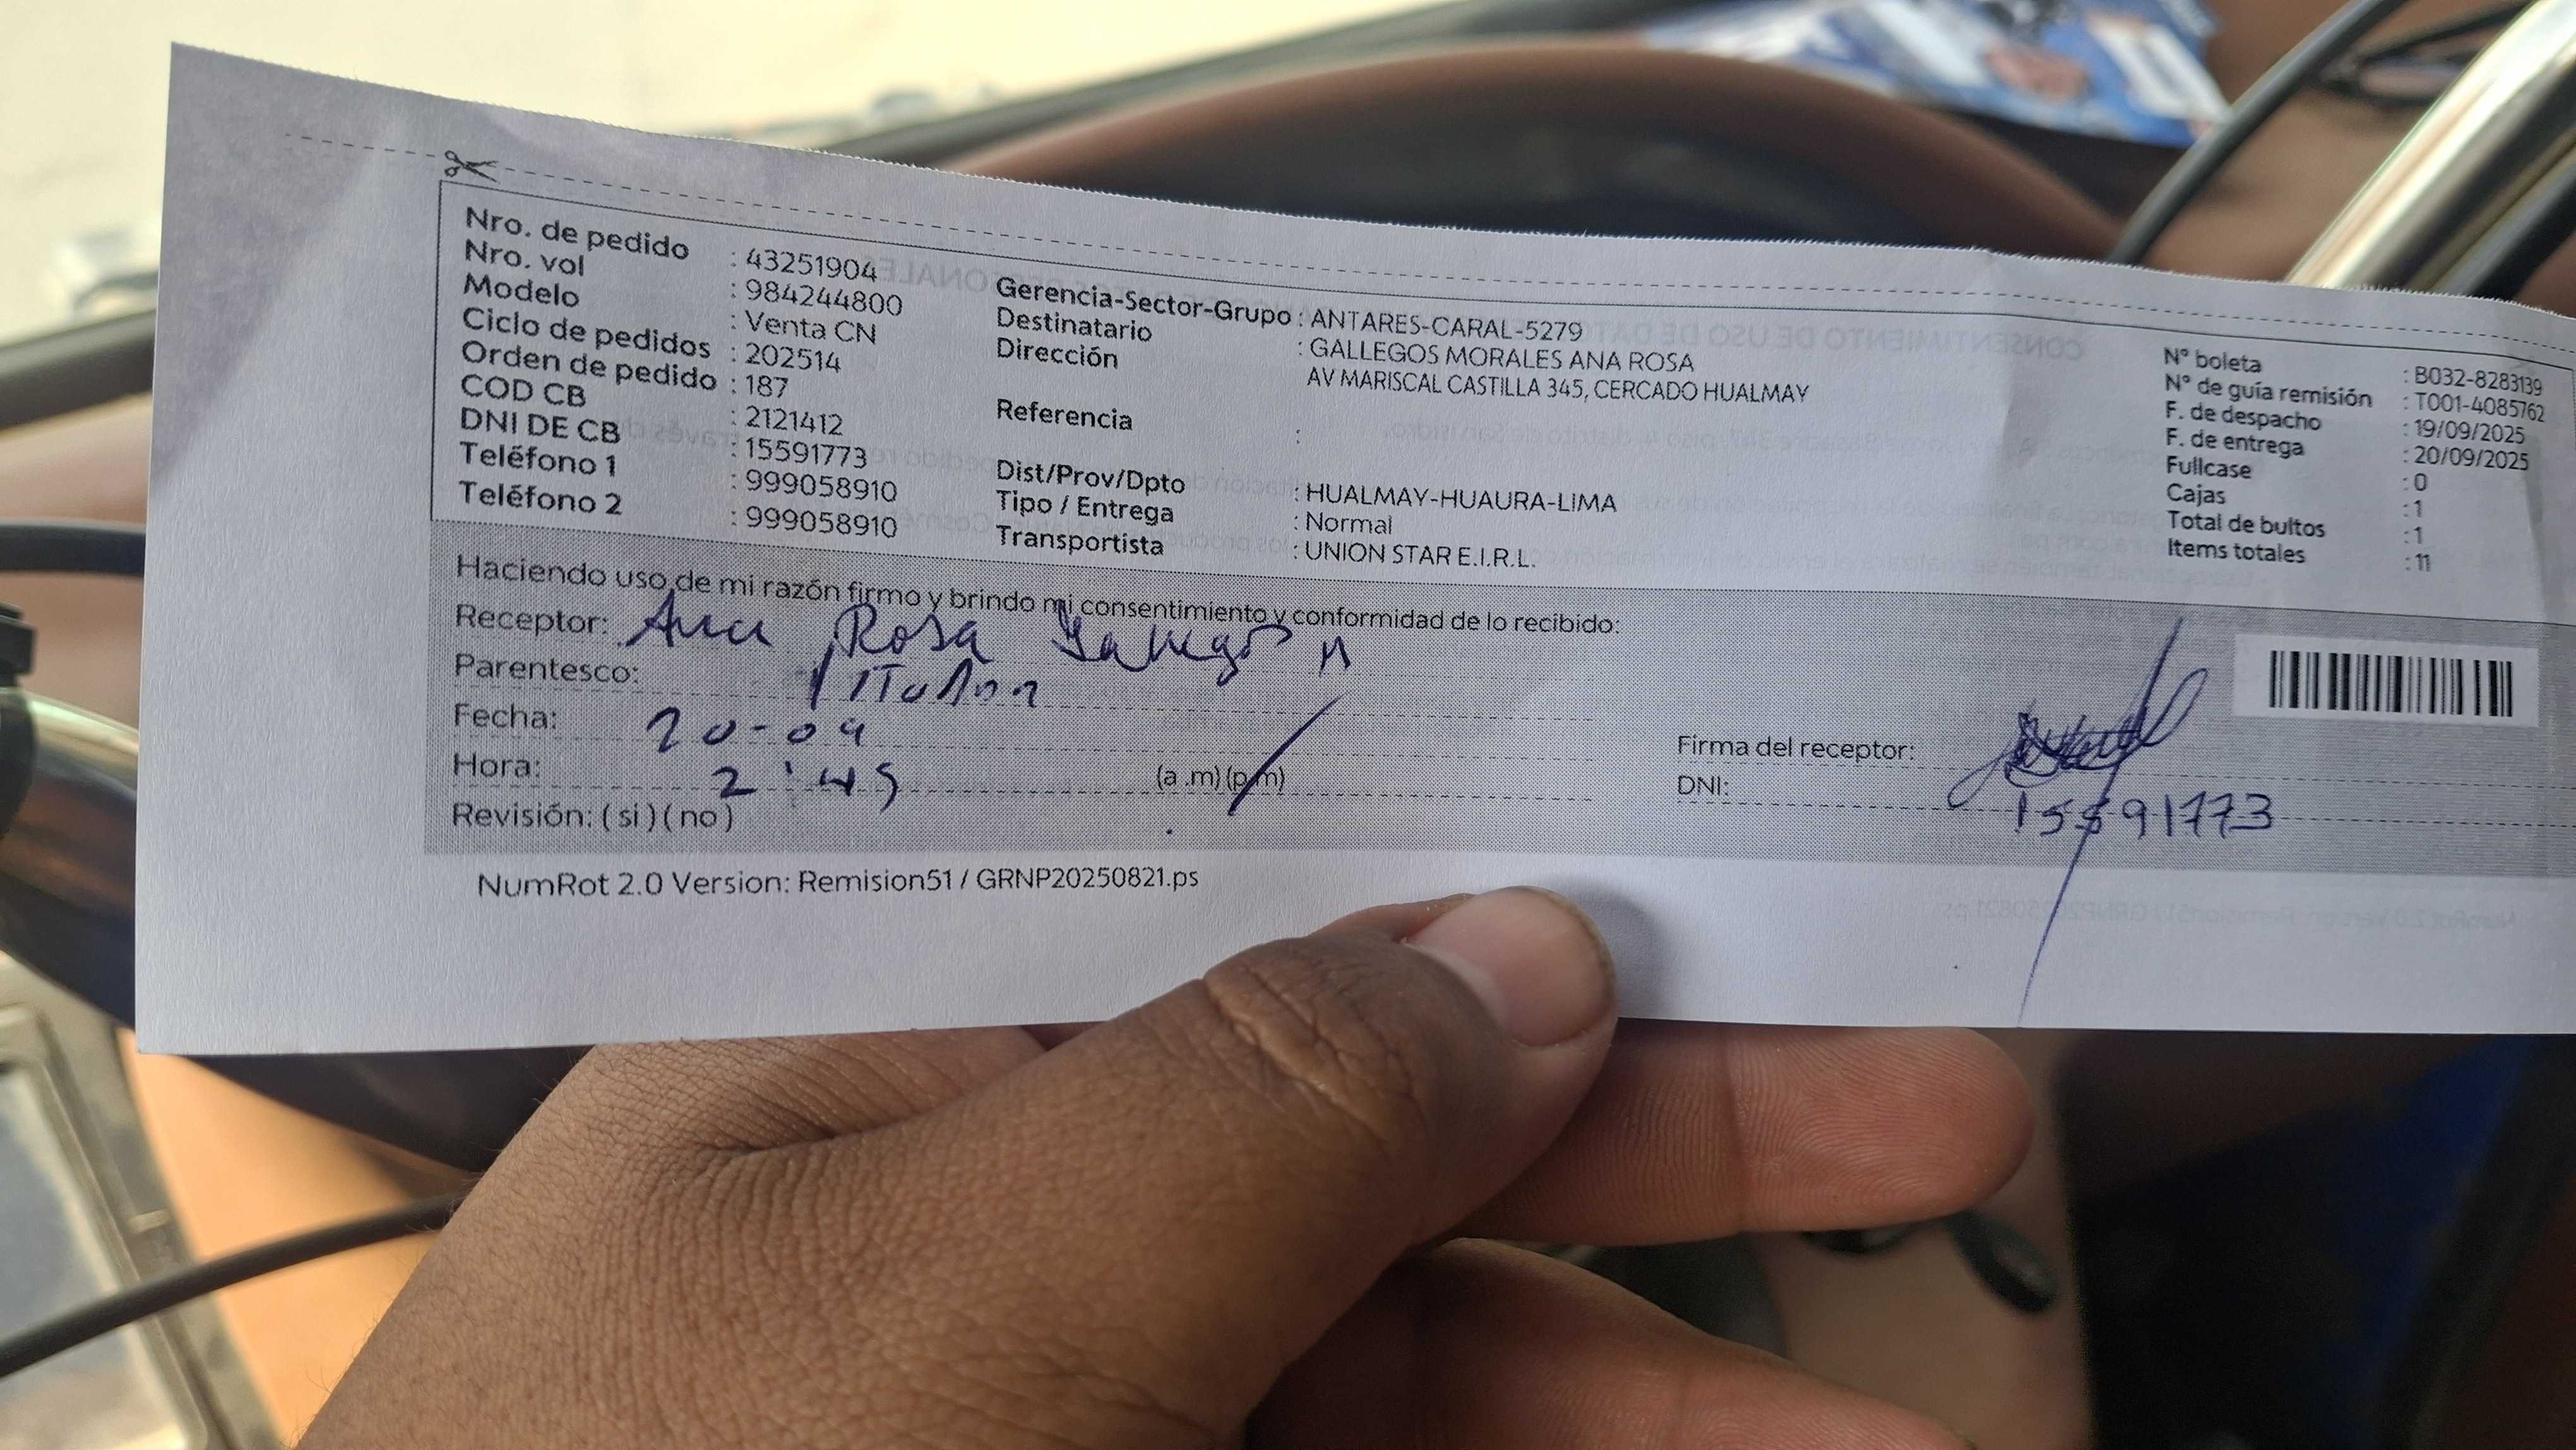 Nro. de pedido : 43251904
Nro. vol : 984244800
Modelo : Venta CN
Ciclo de pedidos : 202514
Orden de pedido : 187
COD CB : 2121412
DNI DE CB : 15591773
Teléfono 1 : 999058910
Teléfono 2 : 999058910
Gerencia-Sector-Grupo : ANTARES-CARAL-5279
Destinatario : GALLEGOS MORALES ANA ROSA
Dirección AV MARISCAL CASTILLA 345, CERCADO HUALMAY
Referencia :
Dist/Prov/Dpto : HUALMAY-HUAURA-LIMA
Tipo / Entrega : Normal
Transportista : UNION STAR E.I.R.L.
N° boleta : B032-8283139
N° de guía remisión : T001-4085762
F. de despacho : 19/09/2025
F. de entrega : 20/09/2025
Fullcase : 0
Cajas : 1
Total de bultos : 1
Items totales : 11
Haciendo uso de mi razón firmo y brindo mi consentimiento y conformidad de lo recibido:
Receptor: Ana Rosa Gallegos M
Parentesco: Titular
Fecha: 20-09
Hora: 2:45 (a .m) (p.m)
Revisión: ( si ) ( no )
Firma del receptor:
DNI: 15591773
NumRot 2.0 Version: Remision51 / GRNP20250821.ps